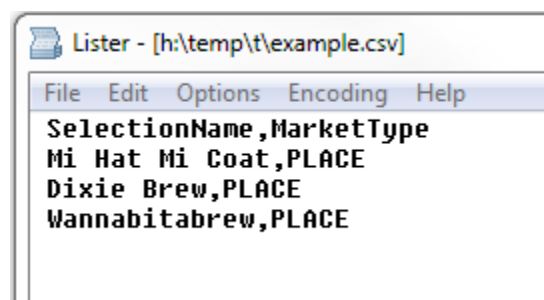 Lister - [h:\temp\t\example.csv]
File Edit Options Encoding Help
SelectionName,MarketType
Mi Hat Mi Coat,PLACE
Dixie Brew,PLACE
Wannabitabrew,PLACE